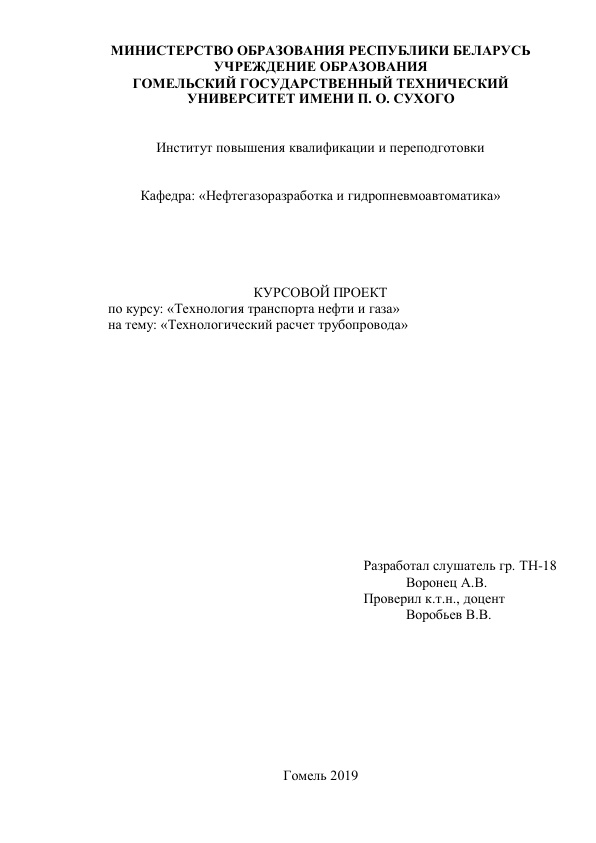 МИНИСТЕРСТВО ОБРАЗОВАНИЯ РЕСПУБЛИКИ БЕЛАРУСЬ
УЧРЕЖДЕНИЕ ОБРАЗОВАНИЯ
ГОМЕЛЬСКИЙ ГОСУДАРСТВЕННЫЙ ТЕХНИЧЕСКИЙ
УНИВЕРСИТЕТ ИМЕНИ П. О. СУХОГО
Институт повышения квалификации и переподготовки
Кафедра: «Нефтегазоразработка и гидропневмоавтоматика»
КУРСОВОЙ ПРОЕКТ
по курсу: «Технология транспорта нефти и газа»
на тему: «Технологический расчет трубопровода»
Разработал слушатель гр. ТН-18
Воронец А.В.
Проверил к.т.н., доцент
Воробьев В.В.
Гомель 2019